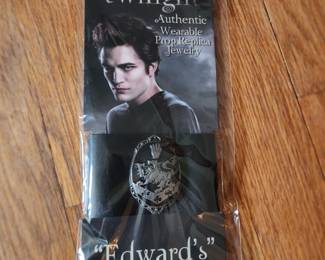 twilight
Authentic
Wearable
Prop Replica
Jewelry
"Edward's"